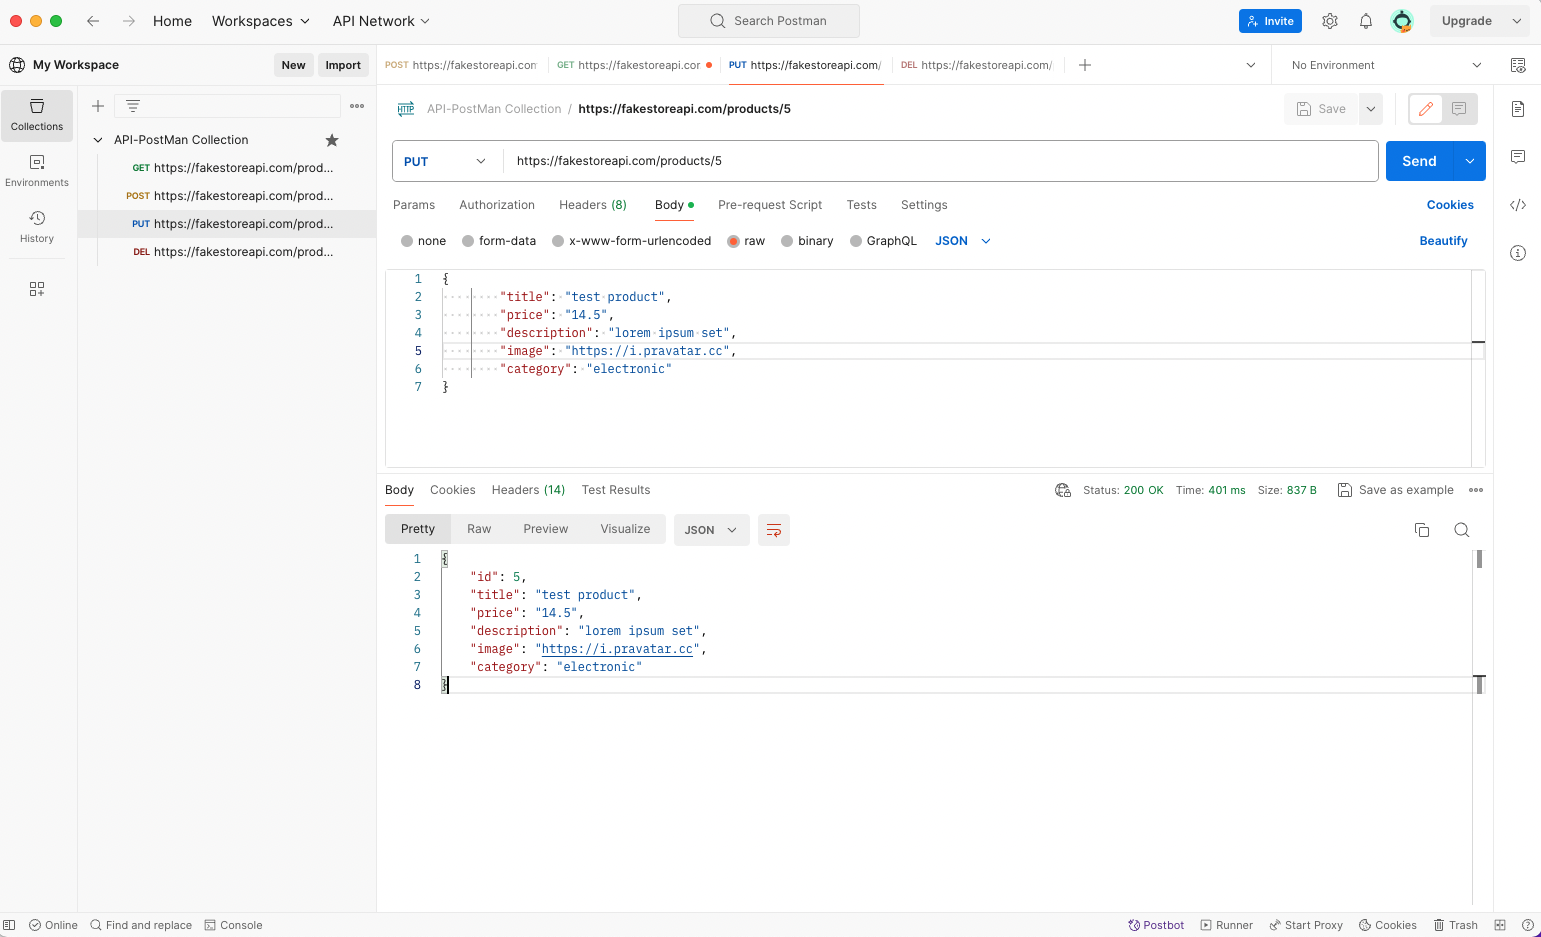 Home Workspaces API Network Search Postman Invite Upgrade
My Workspace New Import POST https://fakestoreapi.com GET https://fakestoreapi.cor PUT https://fakestoreapi.com/ DEL https://fakestoreapi.com/ No Environment
Collections
Environments
History
API-PostMan Collection
GET https://fakestoreapi.com/prod...
POST https://fakestoreapi.com/prod...
PUT https://fakestoreapi.com/prod...
DEL https://fakestoreapi.com/prod...
HTTP API-PostMan Collection / https://fakestoreapi.com/products/5 Save
PUT https://fakestoreapi.com/products/5 Send
Params Authorization Headers (8) Body Pre-request Script Tests Settings Cookies
none form-data x-www-form-urlencoded raw binary GraphQL JSON Beautify
1 {
2 "title": "test product",
3 "price": "14.5",
4 "description": "lorem ipsum set",
5 "image": "https://i.pravatar.cc",
6 "category": "electronic"
7 }
Body Cookies Headers (14) Test Results Status: 200 OK Time: 401 ms Size: 837 B Save as example
Pretty Raw Preview Visualize JSON
1 {
2 "id": 5,
3 "title": "test product",
4 "price": "14.5",
5 "description": "lorem ipsum set",
6 "image": "https://i.pravatar.cc",
7 "category": "electronic"
8 }
Online Find and replace Console Postbot Runner Start Proxy Cookies Trash